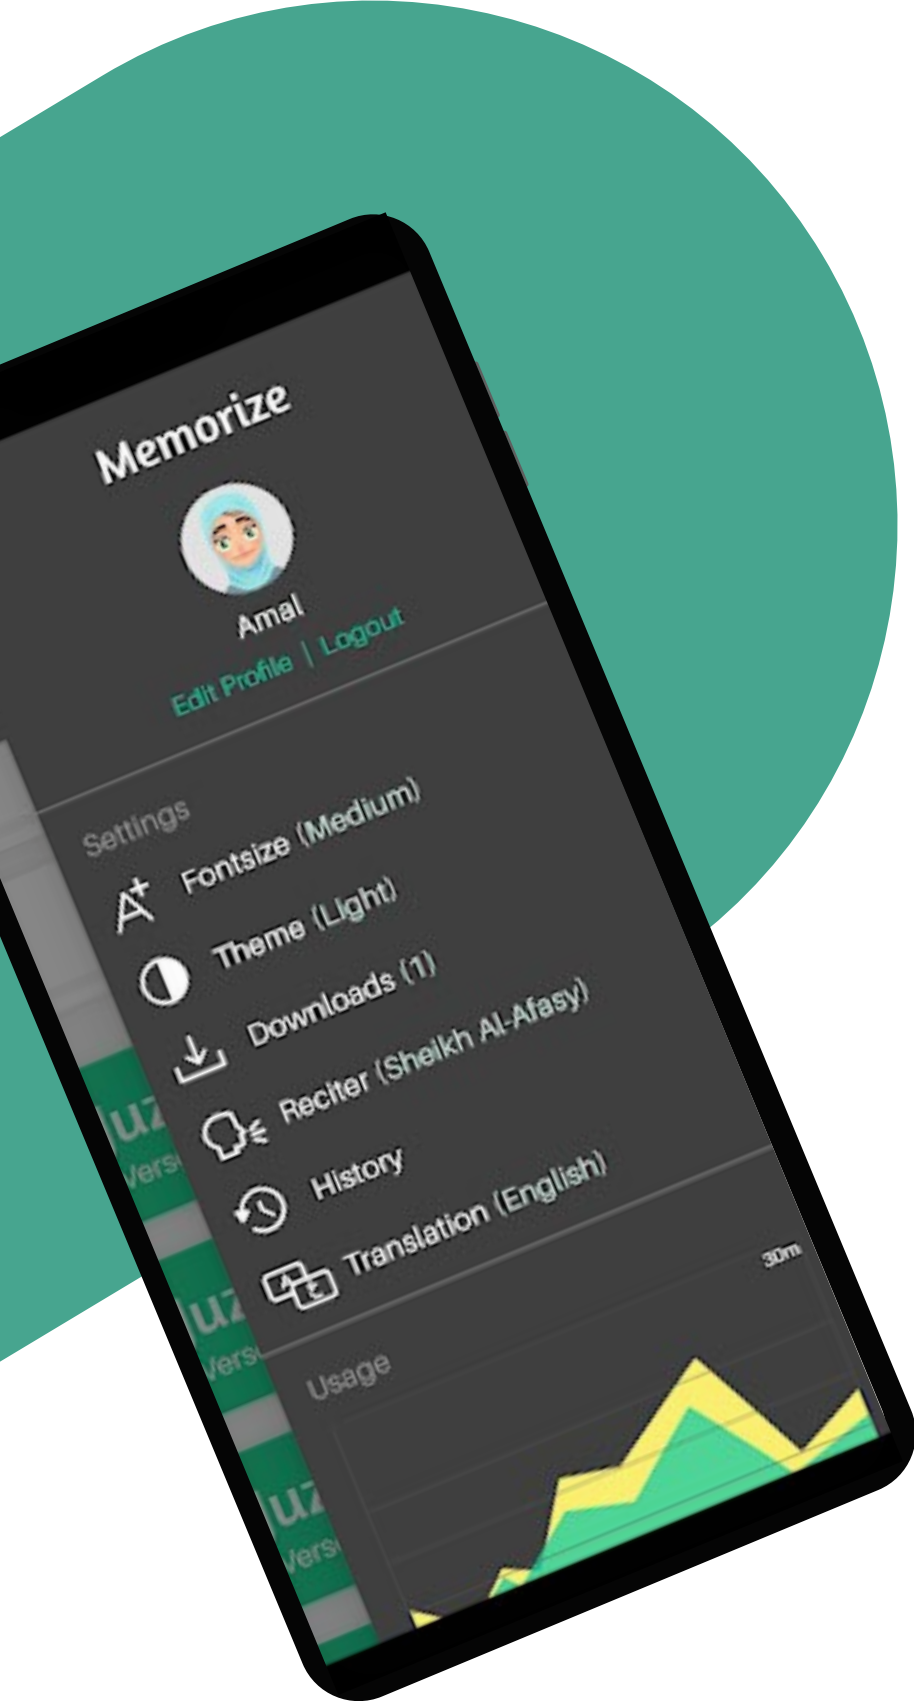 Memorize
Amal
Edit Profile | Logout
Settings
Fontsize (Medium)
Theme (Light)
Downloads (1)
Reciter (Sheikh Al-Afasy)
History
Translation (English)
30m
Usage